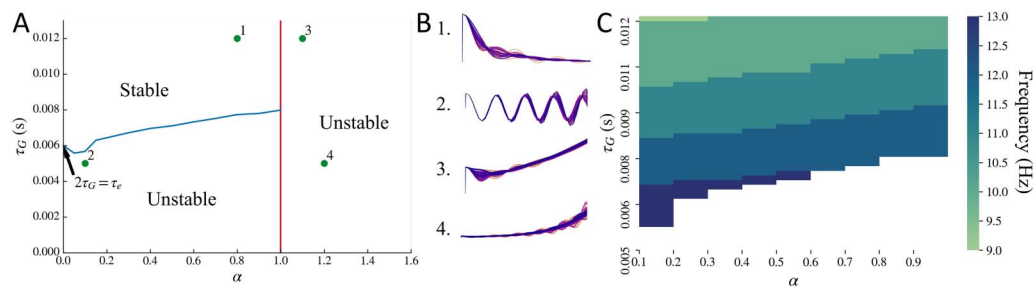 A
0.012
0.010
0.008
0.006
0.004
0.002
0.000
τG (s)
0.0 0.2 0.4 0.6 0.8 1.0 1.2 1.4 1.6
α
Stable
Unstable
Unstable
1
2
3
4
2τG = τe
B
1.
2.
3.
4.
C
0.012
0.011
0.009
0.008
0.006
0.005
τG (s)
0.1 0.2 0.3 0.4 0.5 0.6 0.7 0.8 0.9
α
13.0
12.5
12.0
11.5
11.0
10.5
10.0
9.5
9.0
Frequency (Hz)